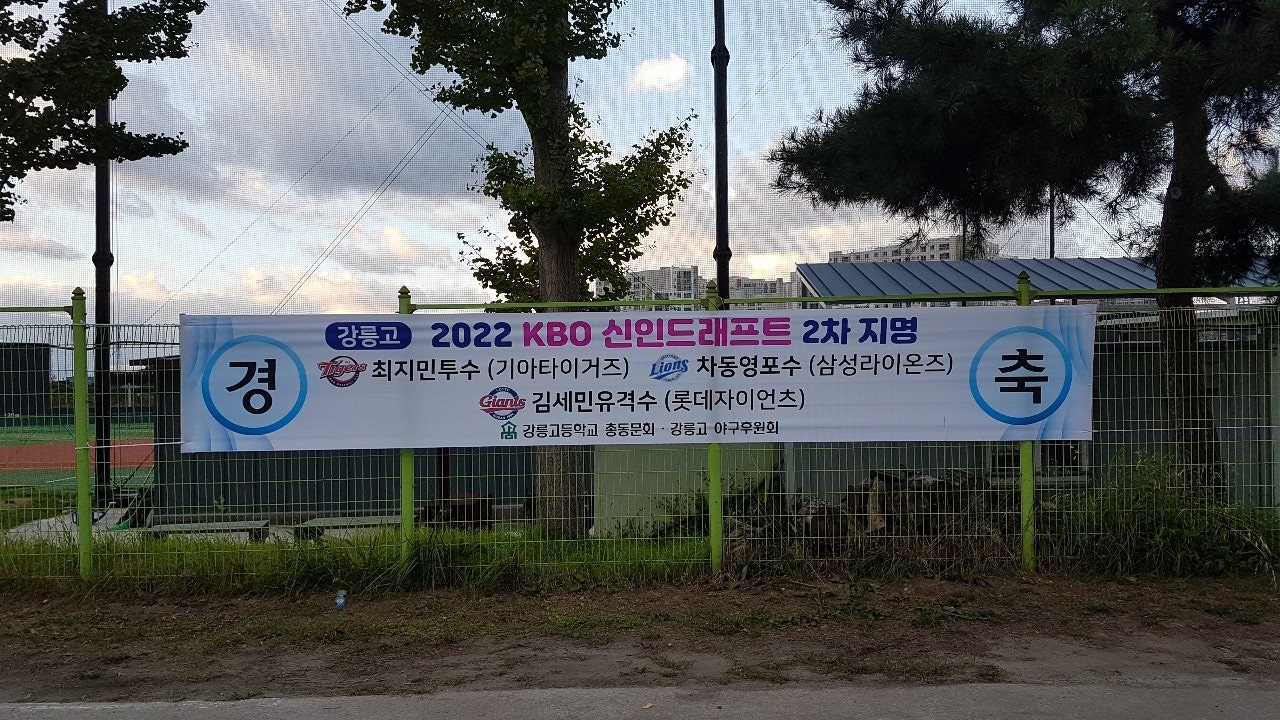 경 축
강릉고 2022 KBO 신인드래프트 2차 지명
Tigers 최지민투수 (기아타이거즈) Lions 차동영포수 (삼성라이온즈)
Giants 김세민유격수 (롯데자이언츠)
강릉고등학교 총동문회 · 강릉고 야구후원회